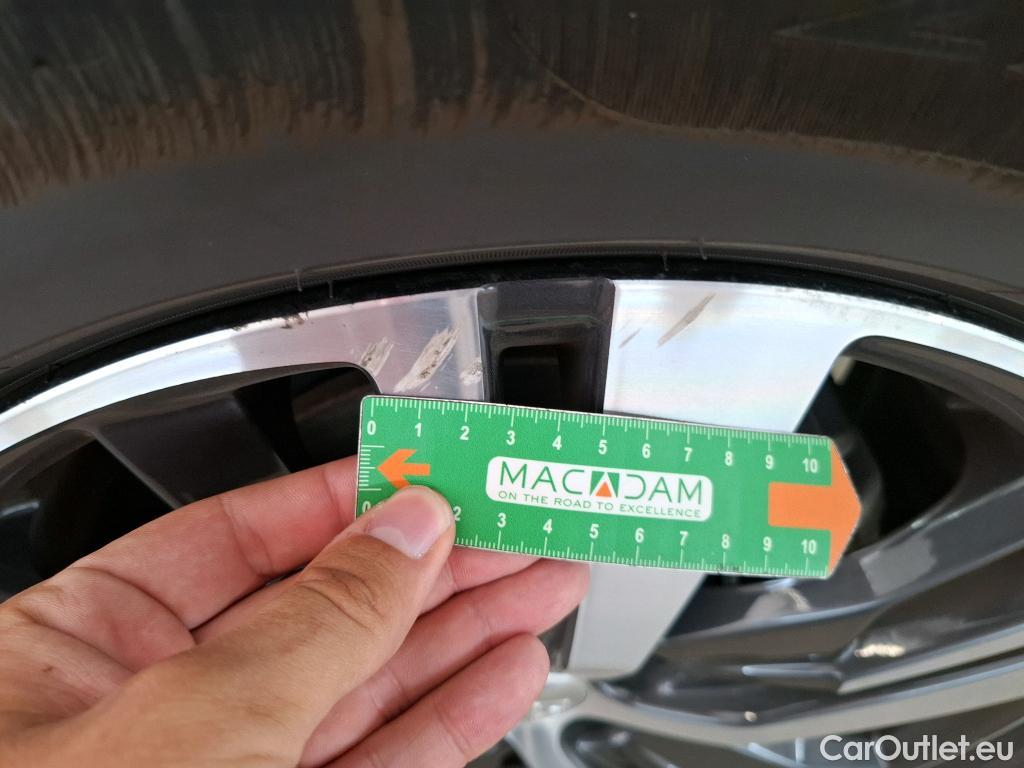 0 1 2 3 4 5 6 7 8 9 10
MACADAM
ON THE ROAD TO EXCELLENCE
0 2 3 4 5 6 7 8 9 10
CarOutlet.eu